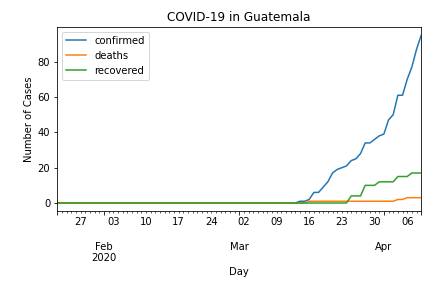 COVID-19 in Guatemala
confirmed
deaths
recovered
Number of Cases
80
60
40
20
0
27 03 10 17 24 02 09 16 23 30 06
Feb Mar Apr
2020
Day